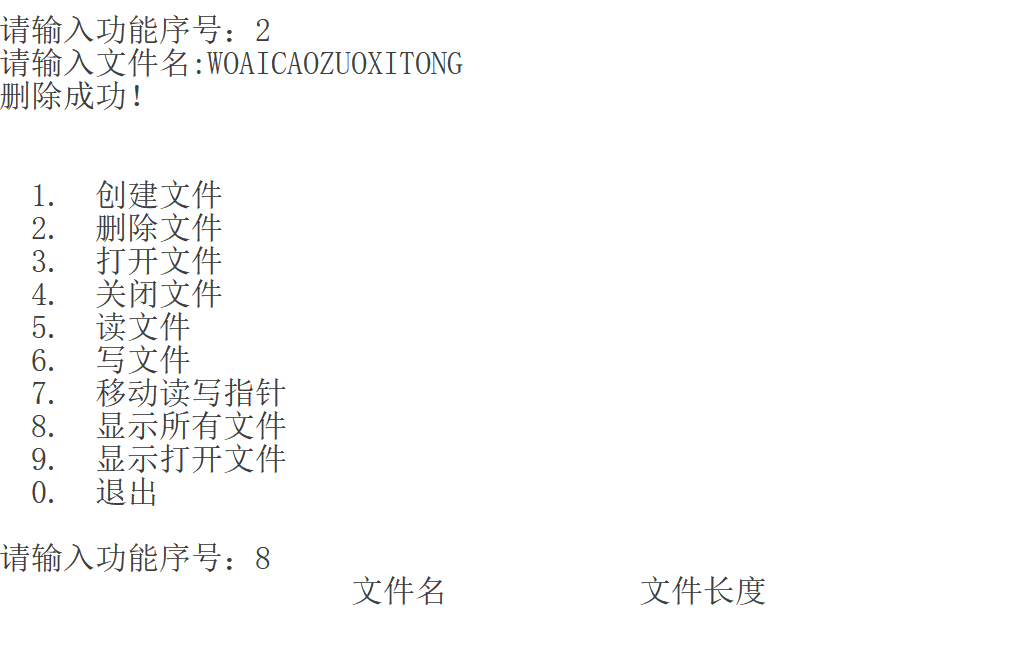 请输入功能序号：2
请输入文件名:WOAICAOZUOXITONG
删除成功！
1. 创建文件
2. 删除文件
3. 打开文件
4. 关闭文件
5. 读文件
6. 写文件
7. 移动读写指针
8. 显示所有文件
9. 显示打开文件
0. 退出
请输入功能序号：8
文件名 文件长度